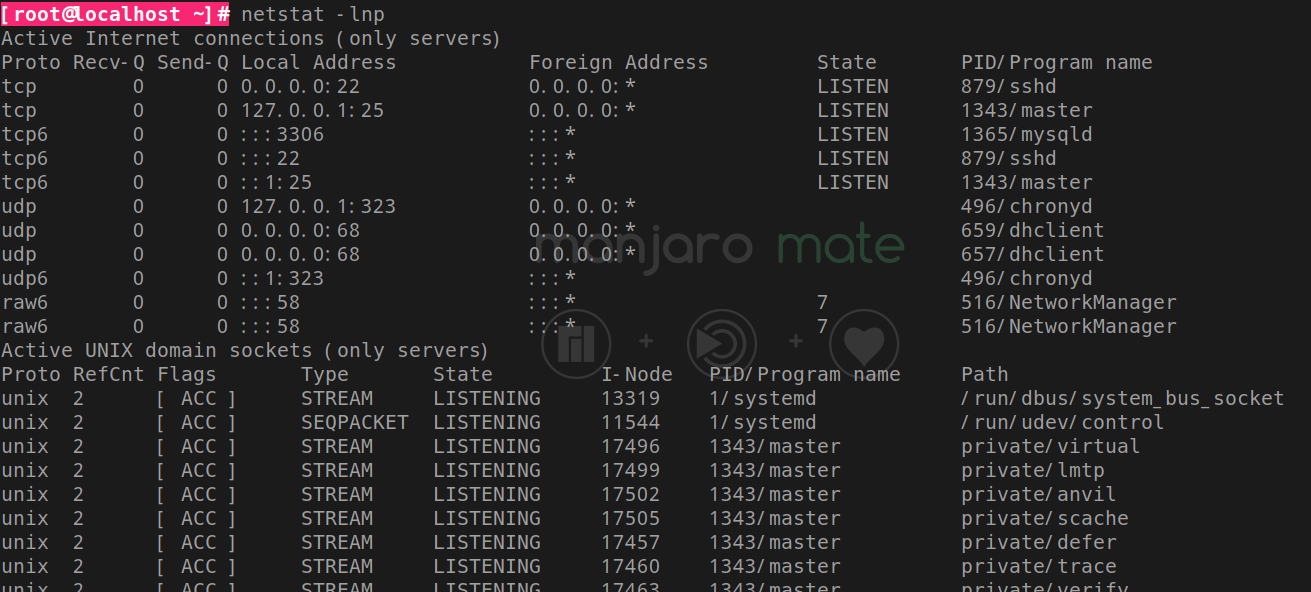 [root@localhost ~]# netstat -lnp
Active Internet connections (only servers)
Proto Recv-Q Send-Q Local Address           Foreign Address         State       PID/Program name
tcp        0      0 0.0.0.0:22              0.0.0.0:*               LISTEN      879/sshd
tcp        0      0 127.0.0.1:25            0.0.0.0:*               LISTEN      1343/master
tcp6       0      0 :::3306                 :::*                    LISTEN      1365/mysqld
tcp6       0      0 :::22                   :::*                    LISTEN      879/sshd
tcp6       0      0 ::1:25                  :::*                    LISTEN      1343/master
udp        0      0 127.0.0.1:323           0.0.0.0:*                           496/chronyd
udp        0      0 0.0.0.0:68              0.0.0.0:*                           659/dhclient
udp        0      0 0.0.0.0:68              0.0.0.0:*                           657/dhclient
udp6       0      0 ::1:323                 :::*                                496/chronyd
raw6       0      0 :::58                   :::*                    7           516/NetworkManager
raw6       0      0 :::58                   :::*                    7           516/NetworkManager
Active UNIX domain sockets (only servers)
Proto RefCnt Flags       Type       State         I-Node   PID/Program name     Path
unix  2      [ ACC ]     STREAM     LISTENING     13319    1/systemd            /run/dbus/system_bus_socket
unix  2      [ ACC ]     SEQPACKET  LISTENING     11544    1/systemd            /run/udev/control
unix  2      [ ACC ]     STREAM     LISTENING     17496    1343/master          private/virtual
unix  2      [ ACC ]     STREAM     LISTENING     17499    1343/master          private/lmtp
unix  2      [ ACC ]     STREAM     LISTENING     17502    1343/master          private/anvil
unix  2      [ ACC ]     STREAM     LISTENING     17505    1343/master          private/scache
unix  2      [ ACC ]     STREAM     LISTENING     17457    1343/master          private/defer
unix  2      [ ACC ]     STREAM     LISTENING     17460    1343/master          private/trace
unix  2      [ ACC ]     STREAM     LISTENING     17463    1343/master          private/verify
manjaro mate